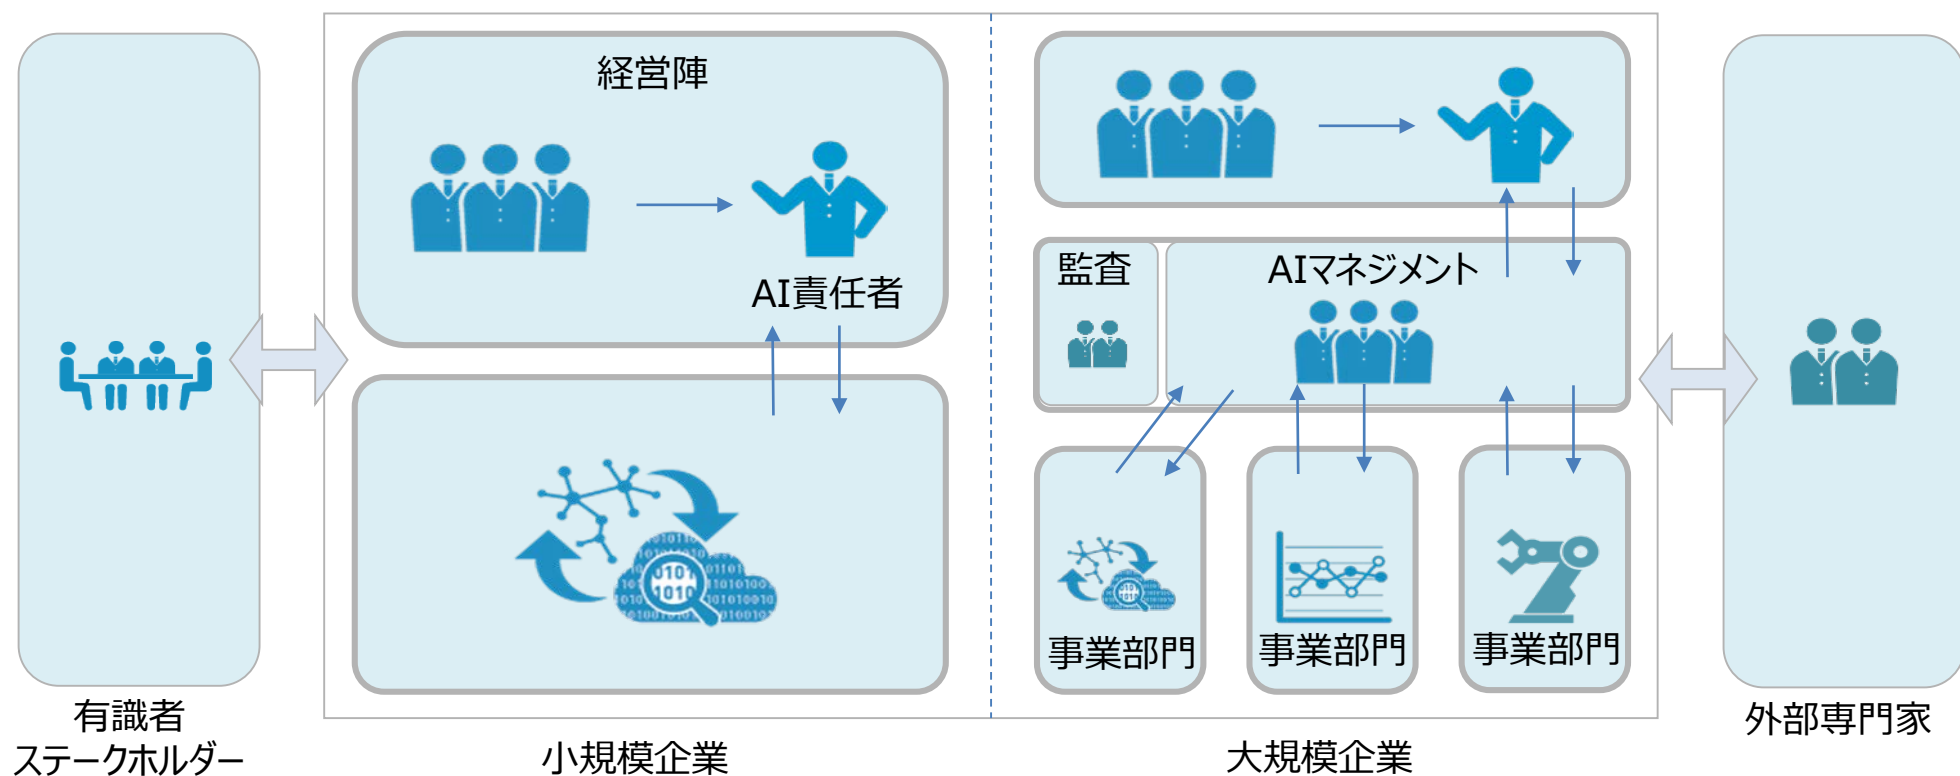 経営陣
AI責任者
監査
AIマネジメント
事業部門
事業部門
事業部門
有識者
ステークホルダー
小規模企業
大規模企業
外部専門家